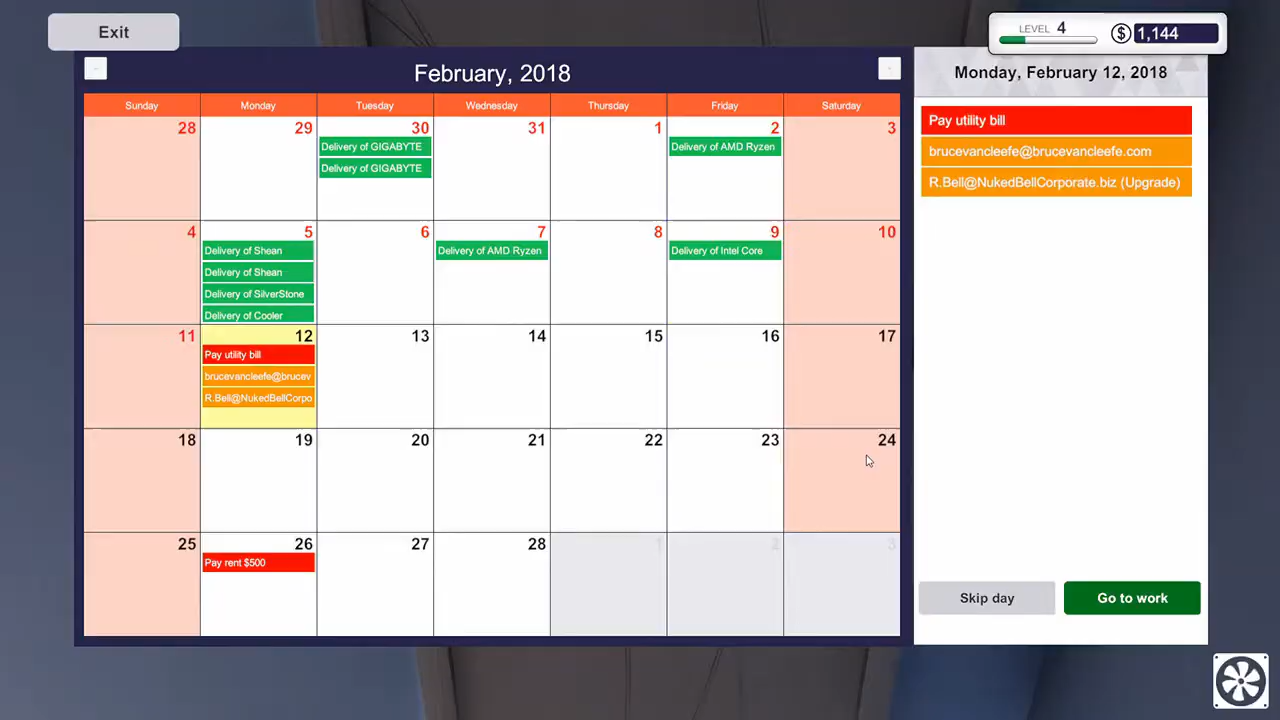 Exit
LEVEL 4
$ 1,144
February, 2018
Monday, February 12, 2018
Sunday Monday Tuesday Wednesday Thursday Friday Saturday
28 29 30 31 1 2 3
Delivery of GIGABYTE
Delivery of GIGABYTE
Delivery of AMD Ryzen
4 5 6 7 8 9 10
Delivery of Shean
Delivery of Shean
Delivery of SilverStone
Delivery of Cooler
Delivery of AMD Ryzen
Delivery of Intel Core
11 12 13 14 15 16 17
Pay utility bill
brucevancleefe@brucev
R.Bell@NukedBellCorpo
18 19 20 21 22 23 24
25 26 27 28 1 2 3
Pay rent $500
Pay utility bill
brucevancleefe@brucevancleefe.com
R.Bell@NukedBellCorporate.biz (Upgrade)
Skip day
Go to work